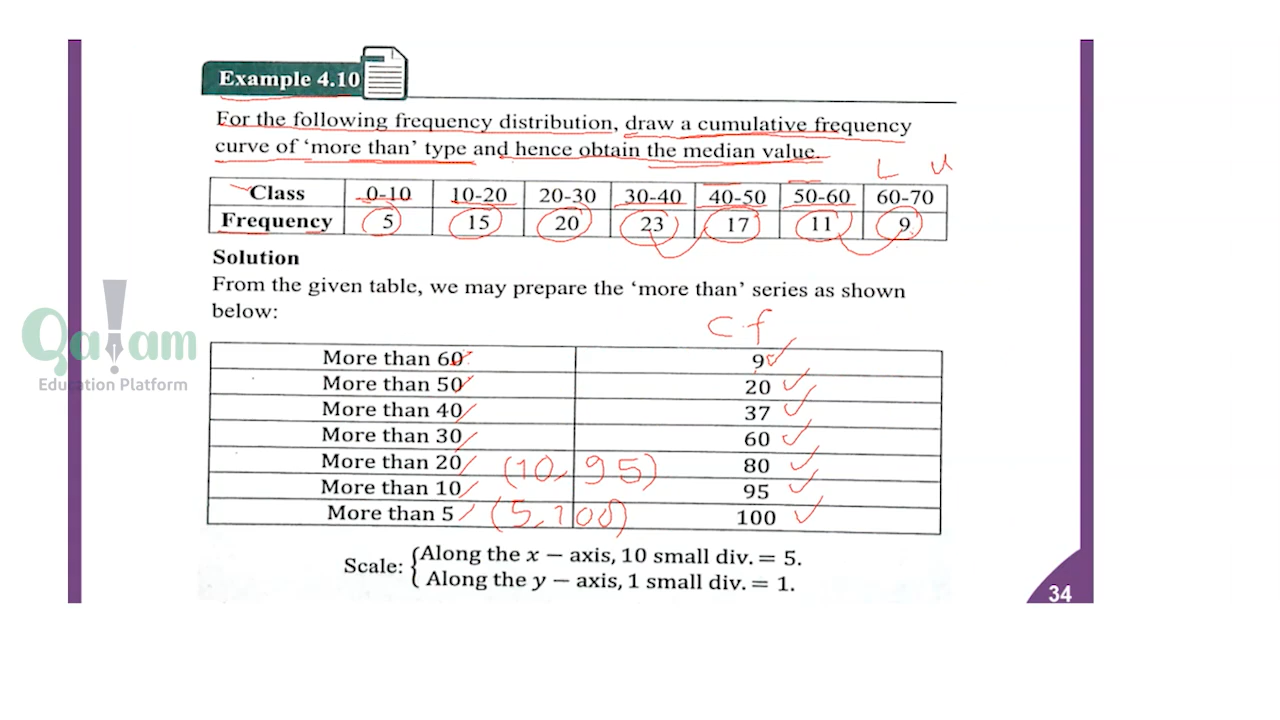 Example 4.10
For the following frequency distribution, draw a cumulative frequency
curve of ‘more than’ type and hence obtain the median value.
L U
Class 0-10 10-20 20-30 30-40 40-50 50-60 60-70
Frequency 5 15 20 23 17 11 9
Solution
From the given table, we may prepare the ‘more than’ series as shown
below:
C.f
Qalam
Education Platform
More than 60 9
More than 50 20
More than 40 37
More than 30 60
More than 20 (10, 95) 80
More than 10 95
More than 5 (5, 100) 100
Scale: {Along the x − axis, 10 small div. = 5.
Along the y − axis, 1 small div. = 1.
34